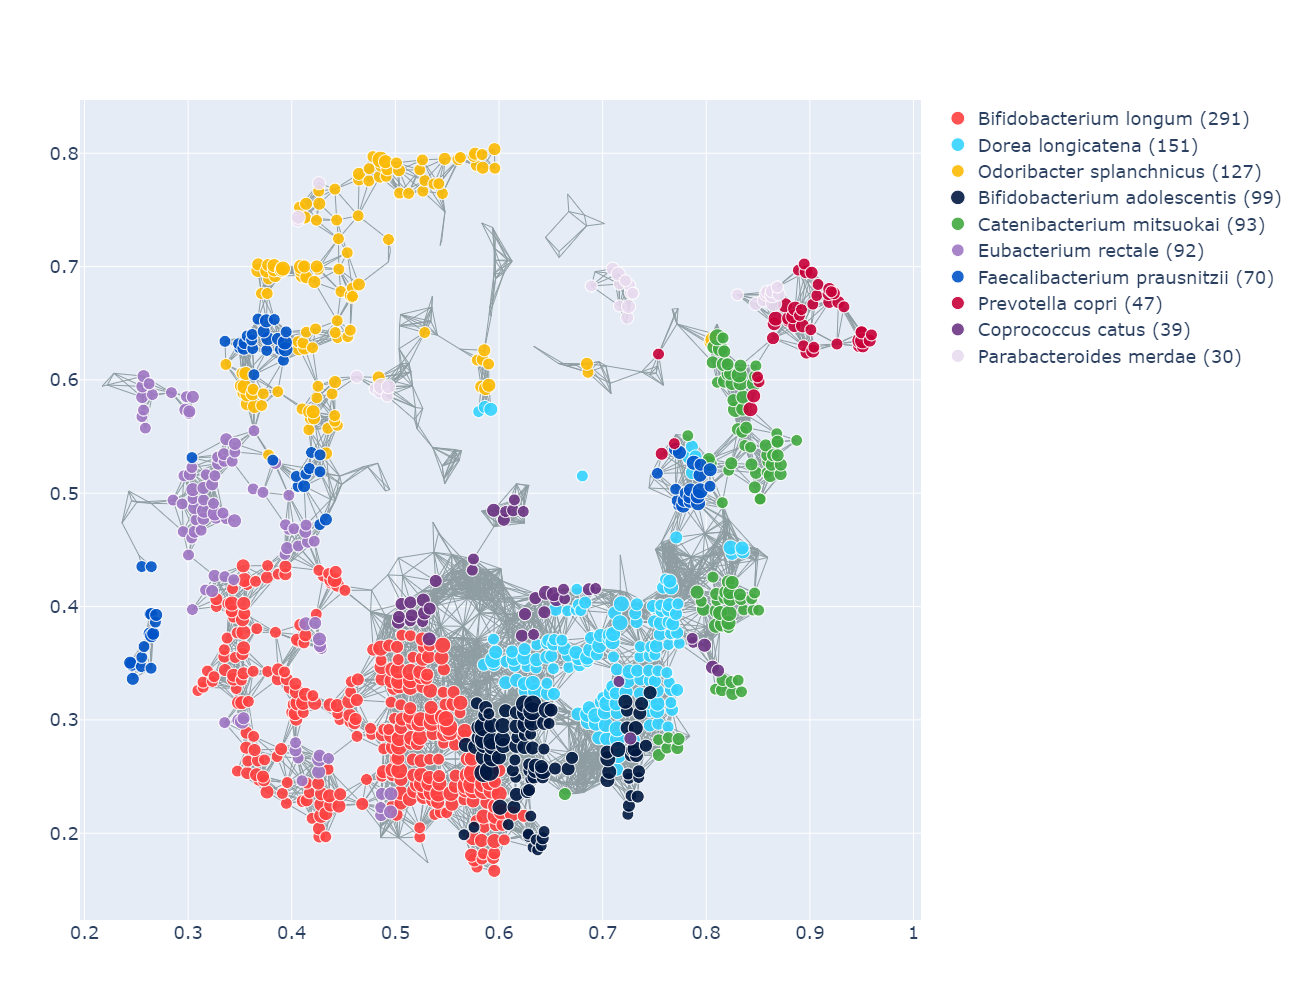 Bifidobacterium longum (291)
Dorea longicatena (151)
Odoribacter splanchnicus (127)
Bifidobacterium adolescentis (99)
Catenibacterium mitsuokai (93)
Eubacterium rectale (92)
Faecalibacterium prausnitzii (70)
Prevotella copri (47)
Coprococcus catus (39)
Parabacteroides merdae (30)
0.8
0.7
0.6
0.5
0.4
0.3
0.2
0.2 0.3 0.4 0.5 0.6 0.7 0.8 0.9 1